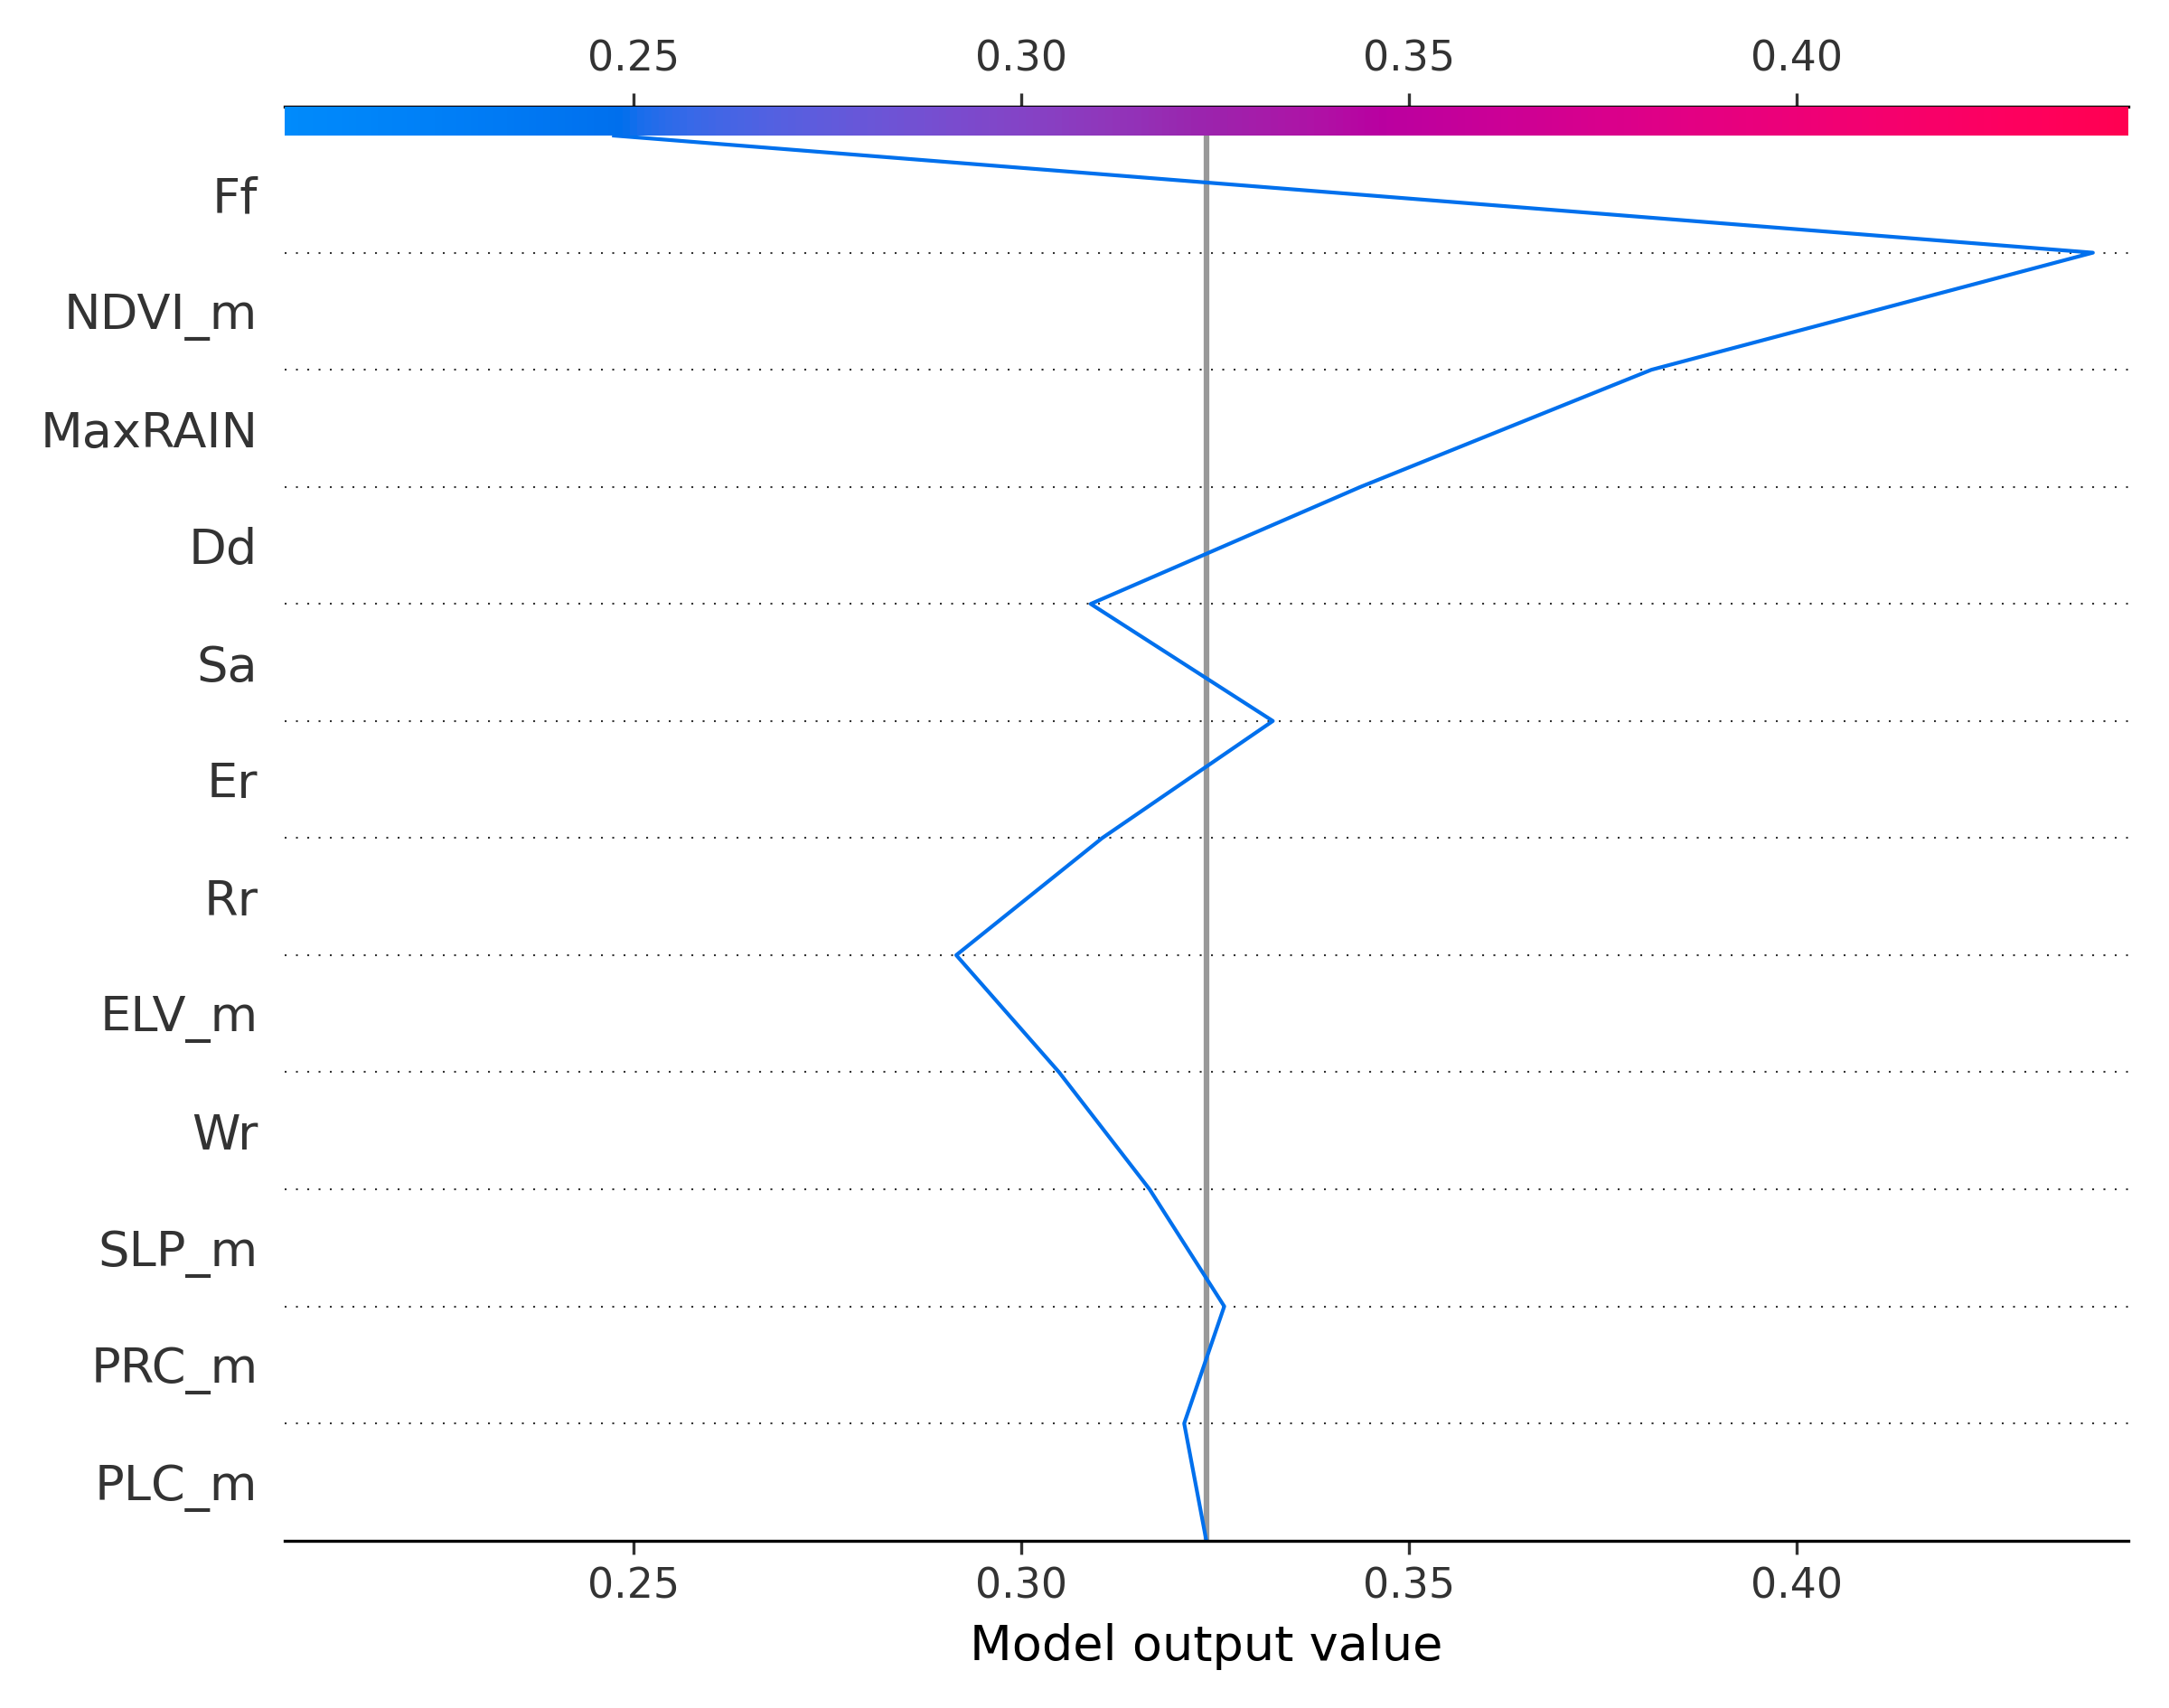 0.25 0.30 0.35 0.40
Ff
NDVI_m
MaxRAIN
Dd
Sa
Er
Rr
ELV_m
Wr
SLP_m
PRC_m
PLC_m
0.25 0.30 0.35 0.40
Model output value